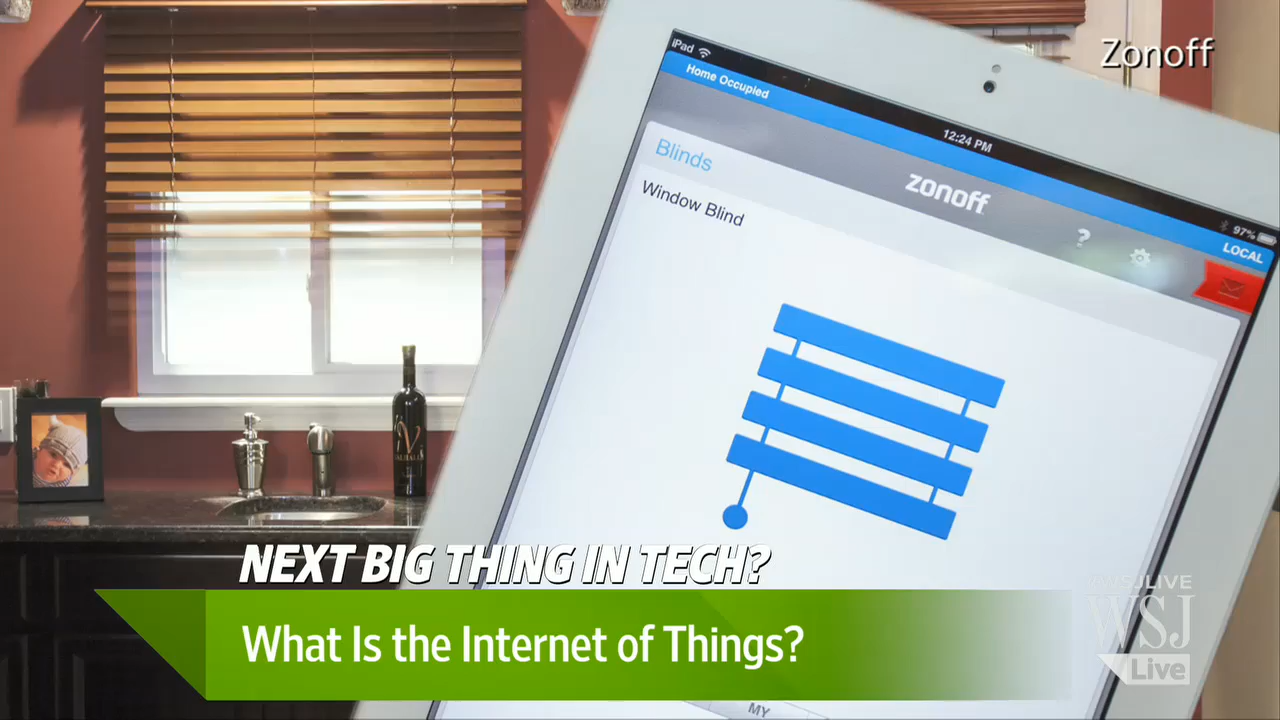 Zonoff
iPad
12:24 PM
97%
Home Occupied
LOCAL
Blinds
zonoff
?
Window Blind
V
NEXT BIG THING IN TECH?
What Is the Internet of Things?
WSJLIVE
WSJ
Live
MY